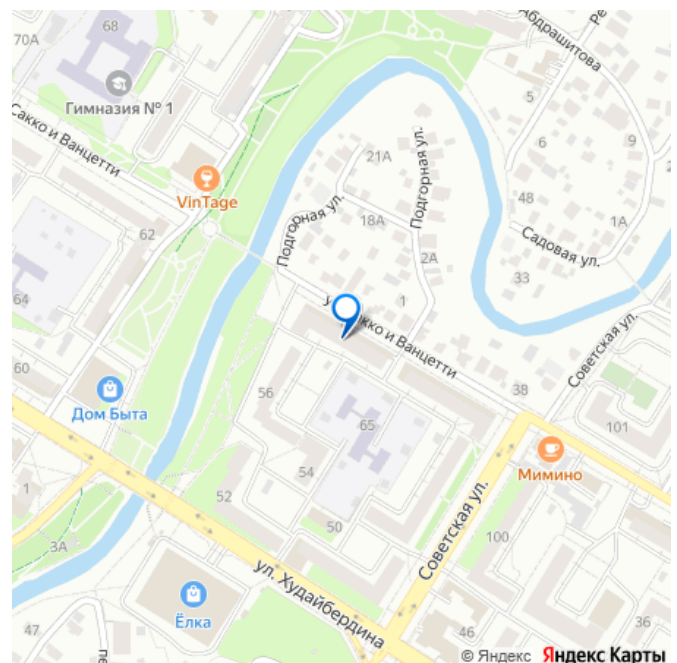 68
70А
Гимназия № 1
Абдрашитова
5
6
9
Сакко и Ванцетти
VinTage
21А
Подгорная ул.
Подгорная ул.
18А
48
1А
Садовая ул.
62
2А
33
64
1
Сакко и Ванцетти
Советская ул.
60
Дом Быта
56
65
38
101
Мимино
54
52
50
Советская ул.
100
1
3А
ул. Худайбердина
Ёлка
47
46
36
© Яндекс Яндекс Карты